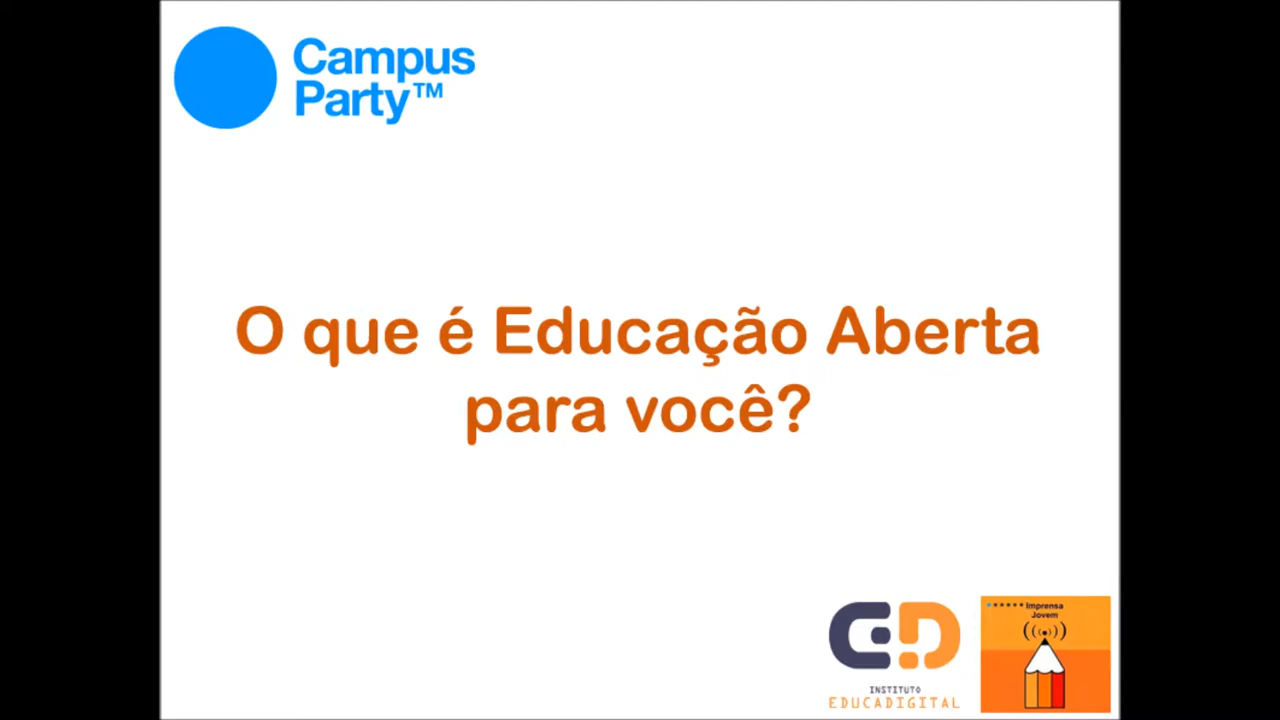 Campus
Party™
O que é Educação Aberta
para você?
INSTITUTO
EDUCADIGITAL
Imprensa
Jovem